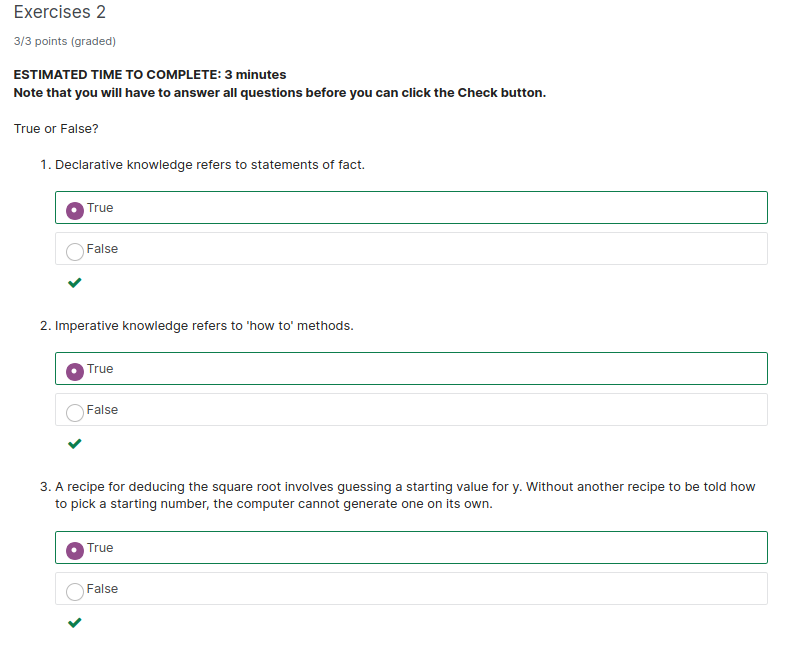 Exercises 2
3/3 points (graded)
ESTIMATED TIME TO COMPLETE: 3 minutes
Note that you will have to answer all questions before you can click the Check button.
True or False?
1. Declarative knowledge refers to statements of fact.
True
False
2. Imperative knowledge refers to 'how to' methods.
True
False
3. A recipe for deducing the square root involves guessing a starting value for y. Without another recipe to be told how
to pick a starting number, the computer cannot generate one on its own.
True
False